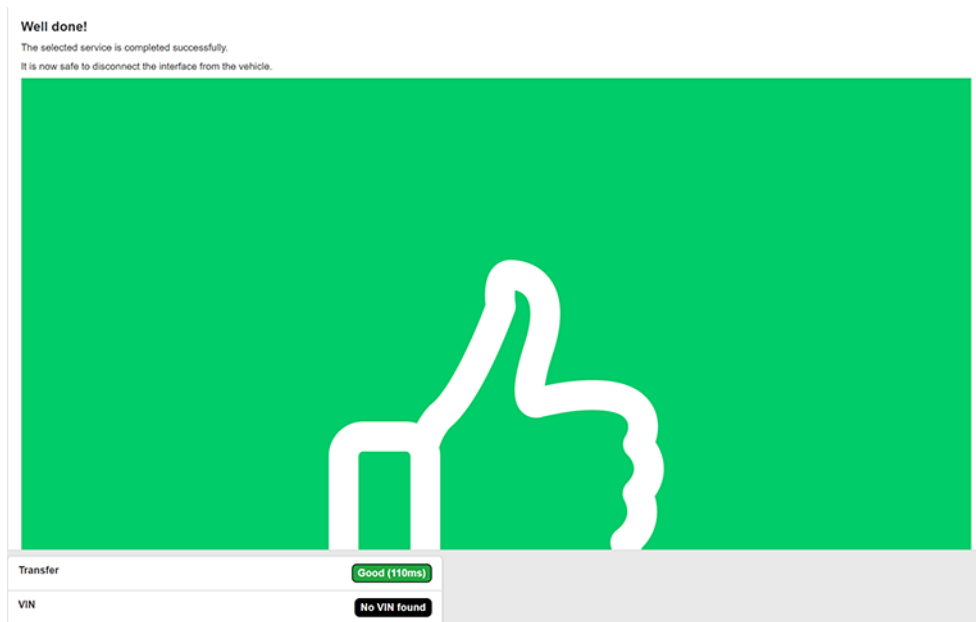 Well done!
The selected service is completed successfully.
It is now safe to disconnect the interface from the vehicle.
Transfer Good (110ms)
VIN No VIN found